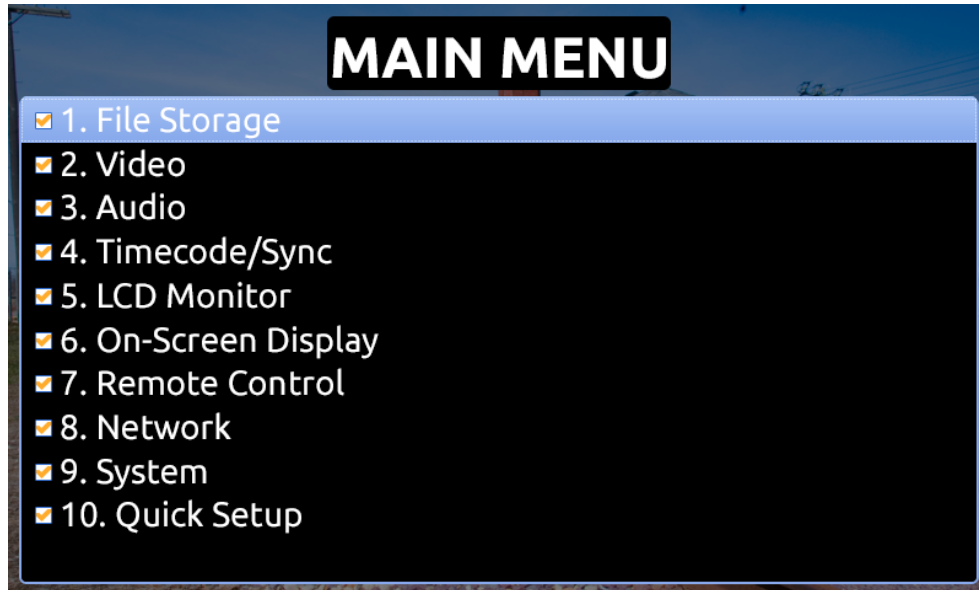 MAIN MENU
1. File Storage
2. Video
3. Audio
4. Timecode/Sync
5. LCD Monitor
6. On-Screen Display
7. Remote Control
8. Network
9. System
10. Quick Setup